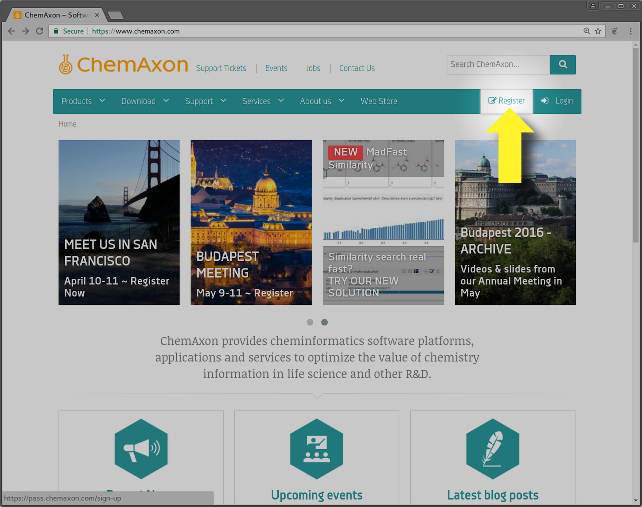 ChemAxon – Softw
Secure
https://www.chemaxon.com
ChemAxon
Support Tickets
Events
Jobs
Contact Us
Search ChemAxon...
Products
Download
Support
Services
About us
Web Store
Register
Login
Home
MEET US IN SAN
FRANCISCO
April 10-11 ~ Register
Now
BUDAPEST
MEETING
May 9-11 ~ Register
NEW MadFast
Similarity
Similarity search real
fast?
TRY OUR NEW
SOLUTION
Budapest 2016 -
ARCHIVE
Videos & slides from
our Annual Meeting in
May
ChemAxon provides cheminformatics software platforms,
applications and services to optimize the value of chemistry
information in life science and other R&D.
Upcoming events
Latest blog posts
https://pass.chemaxon.com/sign-up